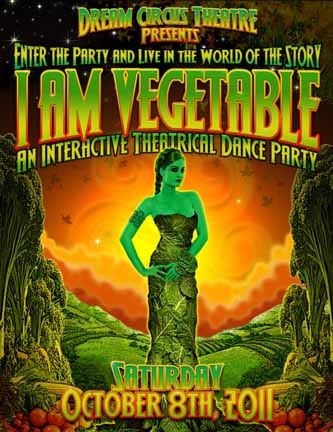 DREAM CIRCUS THEATRE
PRESENTS
ENTER THE PARTY AND LIVE IN THE WORLD OF THE STORY
I AM VEGETABLE
AN INTERACTIVE THEATRICAL DANCE PARTY
SATURDAY
OCTOBER 8TH, 2011